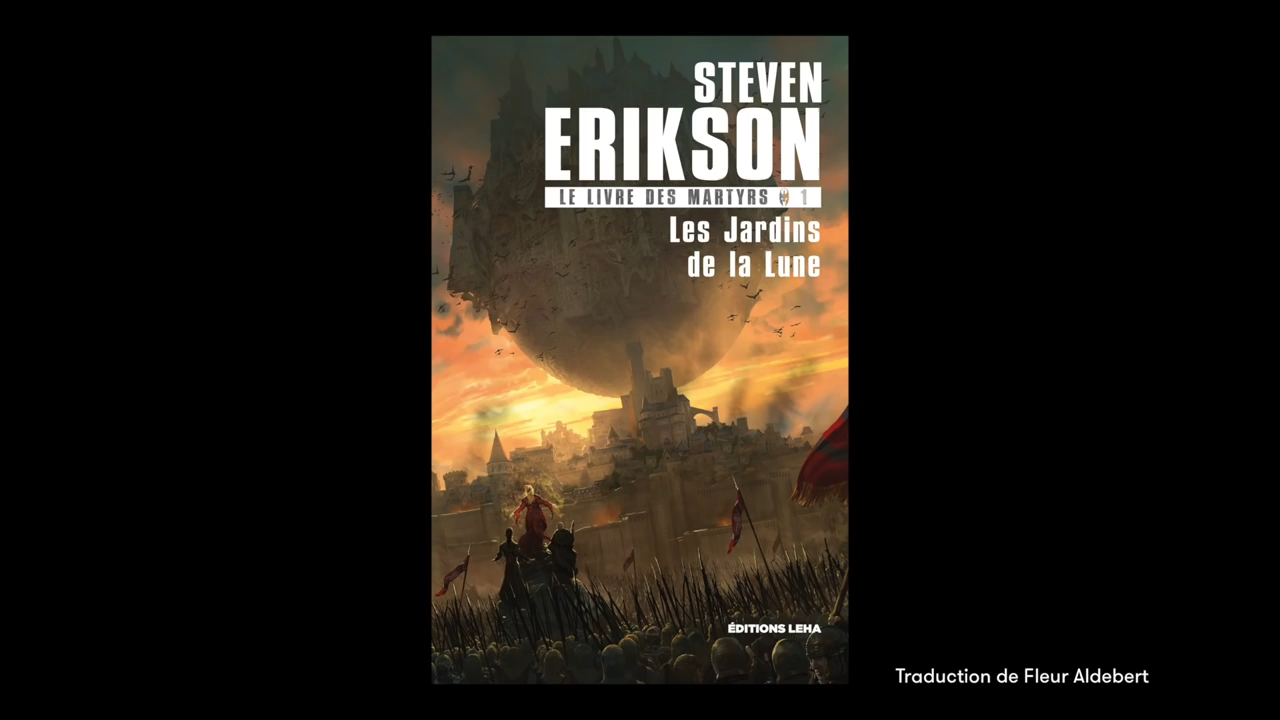 STEVEN
ERIKSON
LE LIVRE DES MARTYRS 1
Les Jardins
de la Lune
ÉDITIONS LEHA
Traduction de Fleur Aldebert